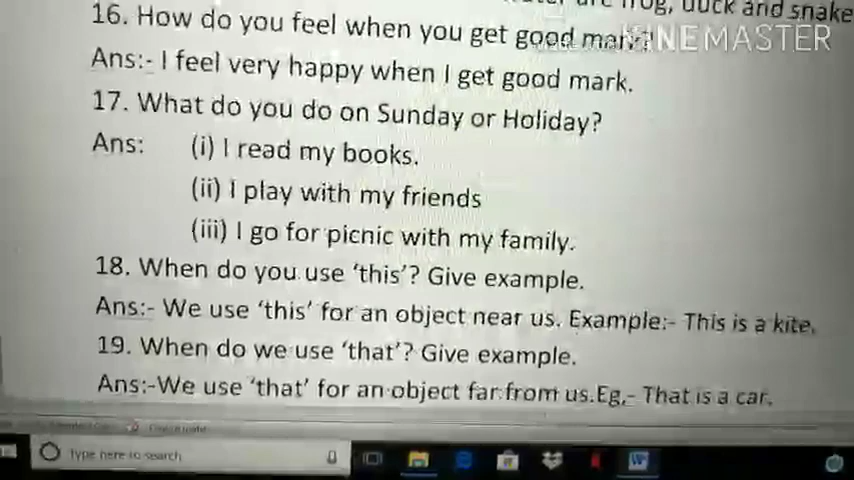 frog, duck and snake
16. How do you feel when you get good mark?
KINEMASTER
Ans:- I feel very happy when I get good mark.
17. What do you do on Sunday or Holiday?
Ans: (i) I read my books.
(ii) I play with my friends
(iii) I go for picnic with my family.
18. When do you use ‘this’? Give example.
Ans:- We use ‘this’ for an object near us. Example:- This is a kite.
19. When do we use ‘that’? Give example.
Ans:-We use ‘that’ for an object far from us.Eg,- That is a car.
Type here to search